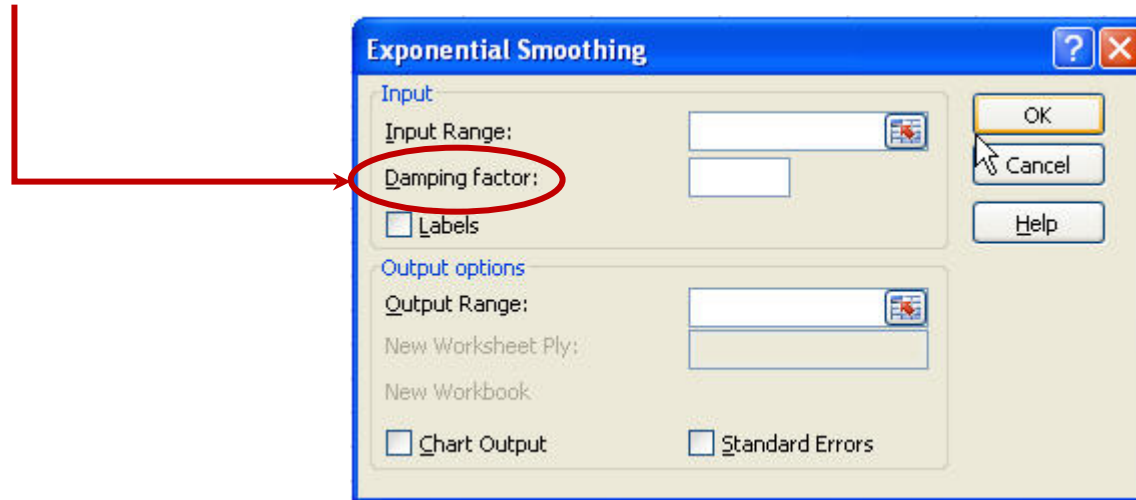 Exponential Smoothing
Input
Input Range:
Damping factor:
Labels
OK
Cancel
Help
Output options
Output Range:
New Worksheet Ply:
New Workbook
Chart Output
Standard Errors